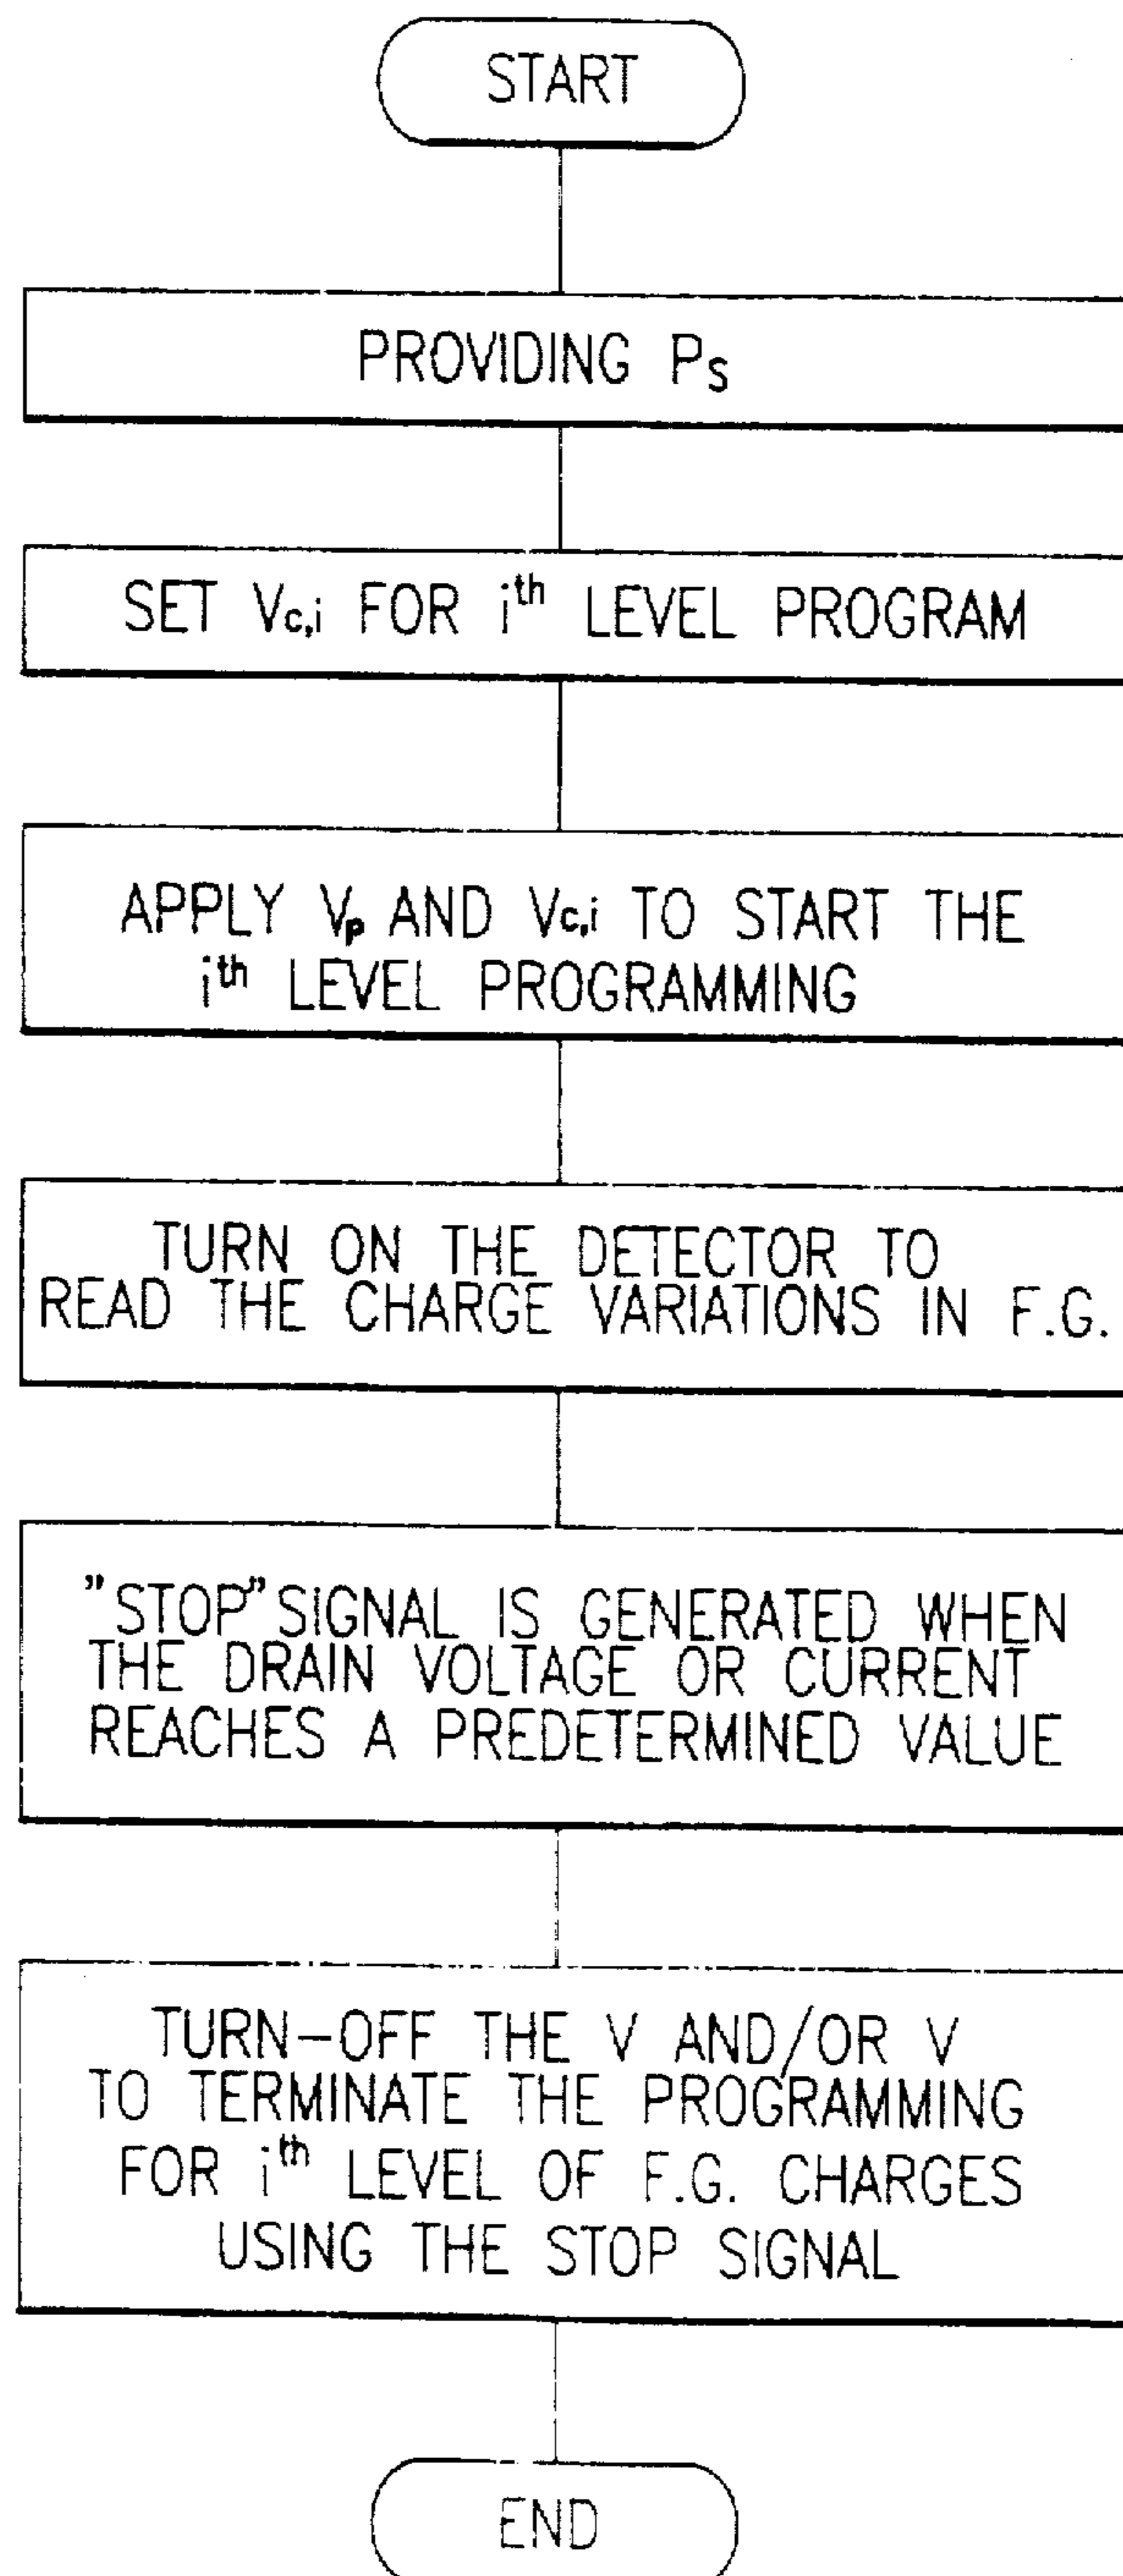 START
PROVIDING Ps
SET Vc,i FOR ith LEVEL PROGRAM
APPLY Vp AND Vc,i TO START THE
ith LEVEL PROGRAMMING
TURN ON THE DETECTOR TO
READ THE CHARGE VARIATIONS IN F.G.
"STOP" SIGNAL IS GENERATED WHEN
THE DRAIN VOLTAGE OR CURRENT
REACHES A PREDETERMINED VALUE
TURN-OFF THE V AND/OR V
TO TERMINATE THE PROGRAMMING
FOR ith LEVEL OF F.G. CHARGES
USING THE STOP SIGNAL
END